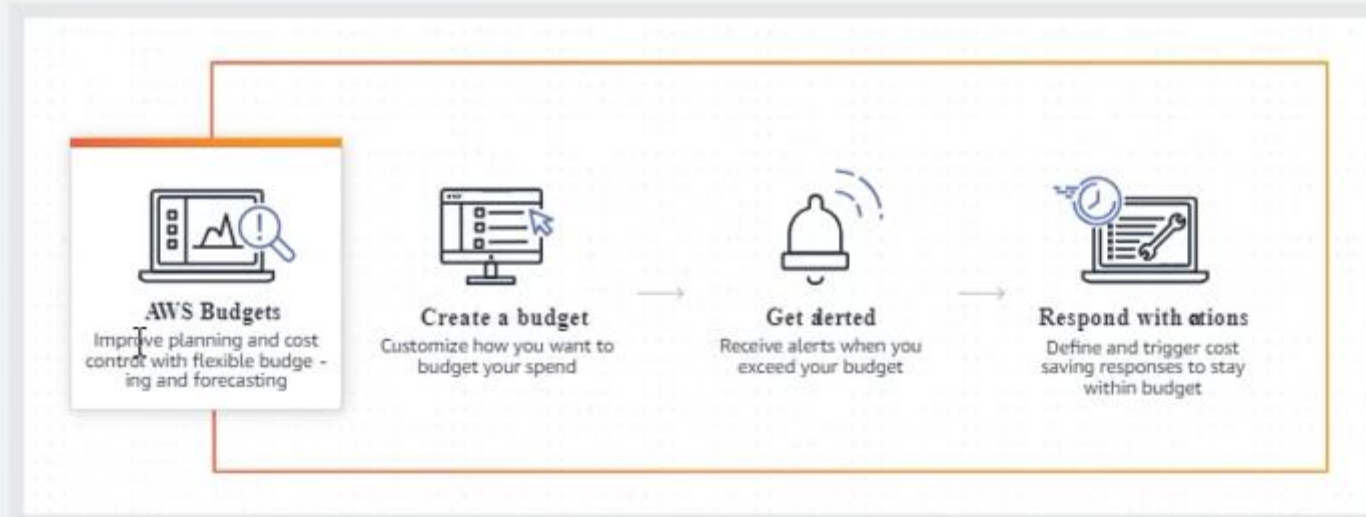 AWS Budgets
Improve planning and cost
control with flexible budge -
ing and forecasting
Create a budget
Customize how you want to
budget your spend
Get alerted
Receive alerts when you
exceed your budget
Respond with actions
Define and trigger cost
saving responses to stay
within budget